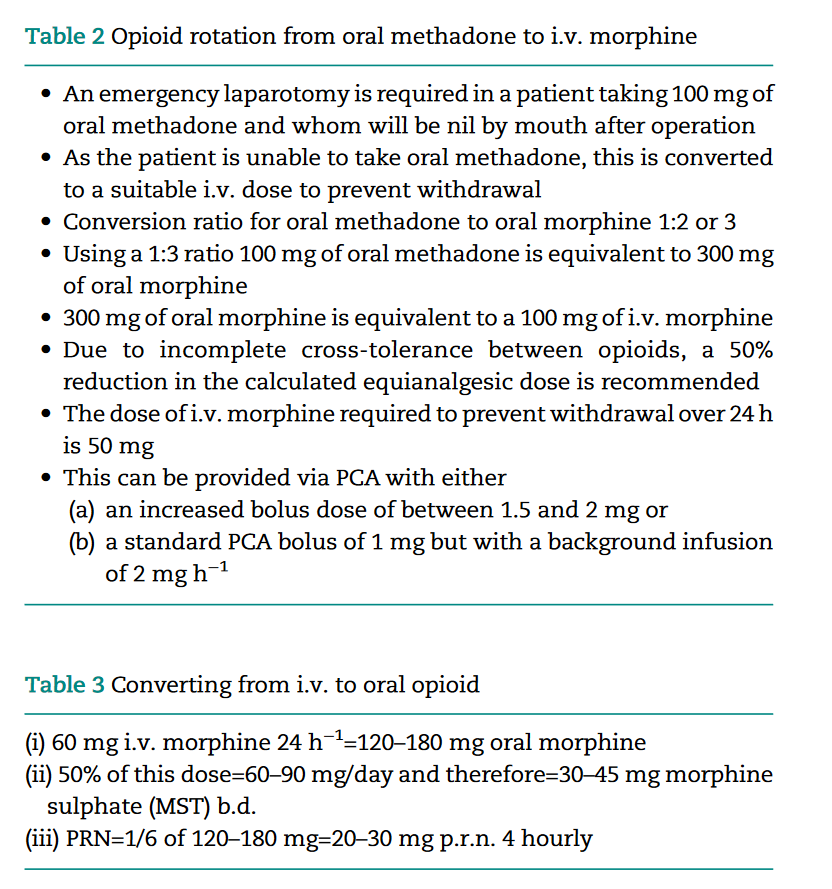 Table 2 Opioid rotation from oral methadone to i.v. morphine
• An emergency laparotomy is required in a patient taking 100 mg of
oral methadone and whom will be nil by mouth after operation
• As the patient is unable to take oral methadone, this is converted
to a suitable i.v. dose to prevent withdrawal
• Conversion ratio for oral methadone to oral morphine 1:2 or 3
• Using a 1:3 ratio 100 mg of oral methadone is equivalent to 300 mg
of oral morphine
• 300 mg of oral morphine is equivalent to a 100 mg of i.v. morphine
• Due to incomplete cross-tolerance between opioids, a 50%
reduction in the calculated equianalgesic dose is recommended
• The dose of i.v. morphine required to prevent withdrawal over 24 h
is 50 mg
• This can be provided via PCA with either
(a) an increased bolus dose of between 1.5 and 2 mg or
(b) a standard PCA bolus of 1 mg but with a background infusion
of 2 mg h⁻¹
Table 3 Converting from i.v. to oral opioid
(i) 60 mg i.v. morphine 24 h⁻¹=120–180 mg oral morphine
(ii) 50% of this dose=60–90 mg/day and therefore=30–45 mg morphine
sulphate (MST) b.d.
(iii) PRN=1/6 of 120–180 mg=20–30 mg p.r.n. 4 hourly